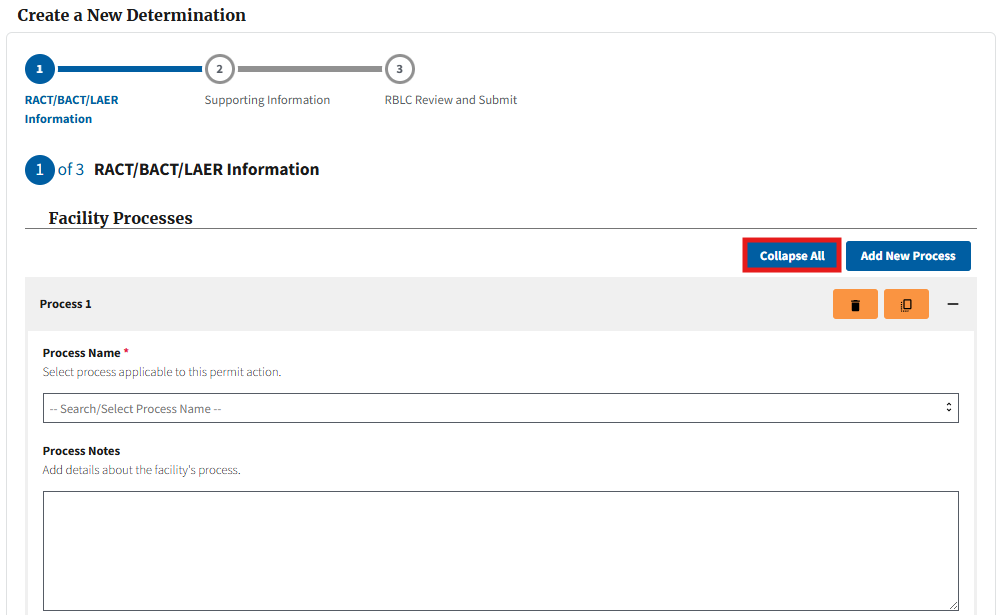 Create a New Determination
1
2
3
RACT/BACT/LAER
Information
Supporting Information
RBLC Review and Submit
1 of 3 RACT/BACT/LAER Information
Facility Processes
Collapse All
Add New Process
Process 1
Process Name *
Select process applicable to this permit action.
-- Search/Select Process Name --
Process Notes
Add details about the facility's process.